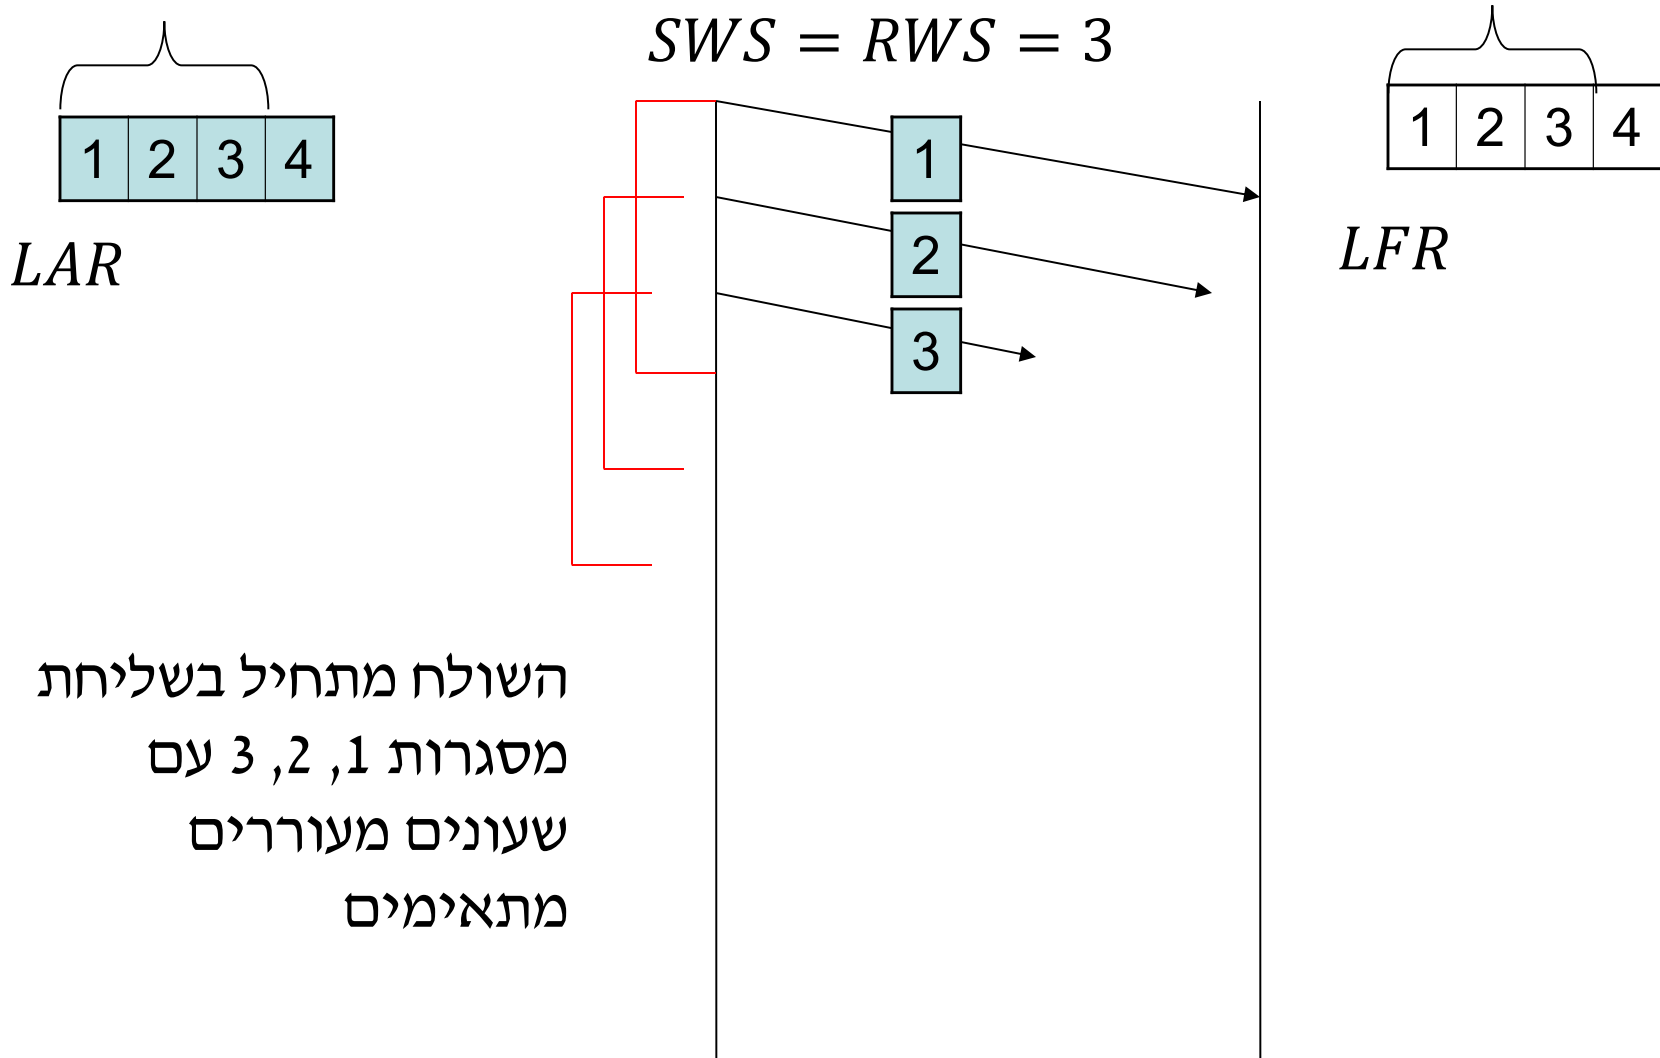 SWS = RWS = 3
1 2 3 4
LAR
1
2
3
1 2 3 4
LFR
השולח מתחיל בשליחת
מסגרות 1, 2, 3 עם
שעונים מעוררים
מתאימים